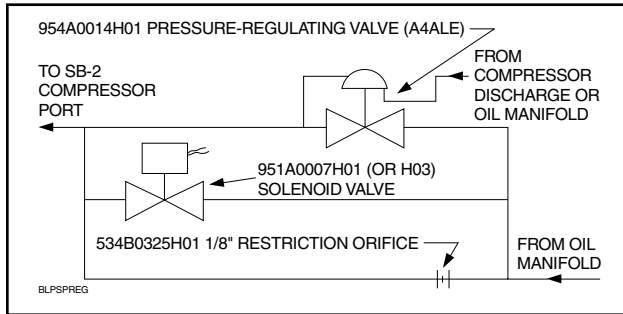 954A0014H01 PRESSURE-REGULATING VALVE (A4ALE)
TO SB-2
COMPRESSOR
PORT
FROM
COMPRESSOR
DISCHARGE OR
OIL MANIFOLD
951A0007H01 (OR H03)
SOLENOID VALVE
534B0325H01 1/8" RESTRICTION ORIFICE
FROM OIL
MANIFOLD
BLPSPREG